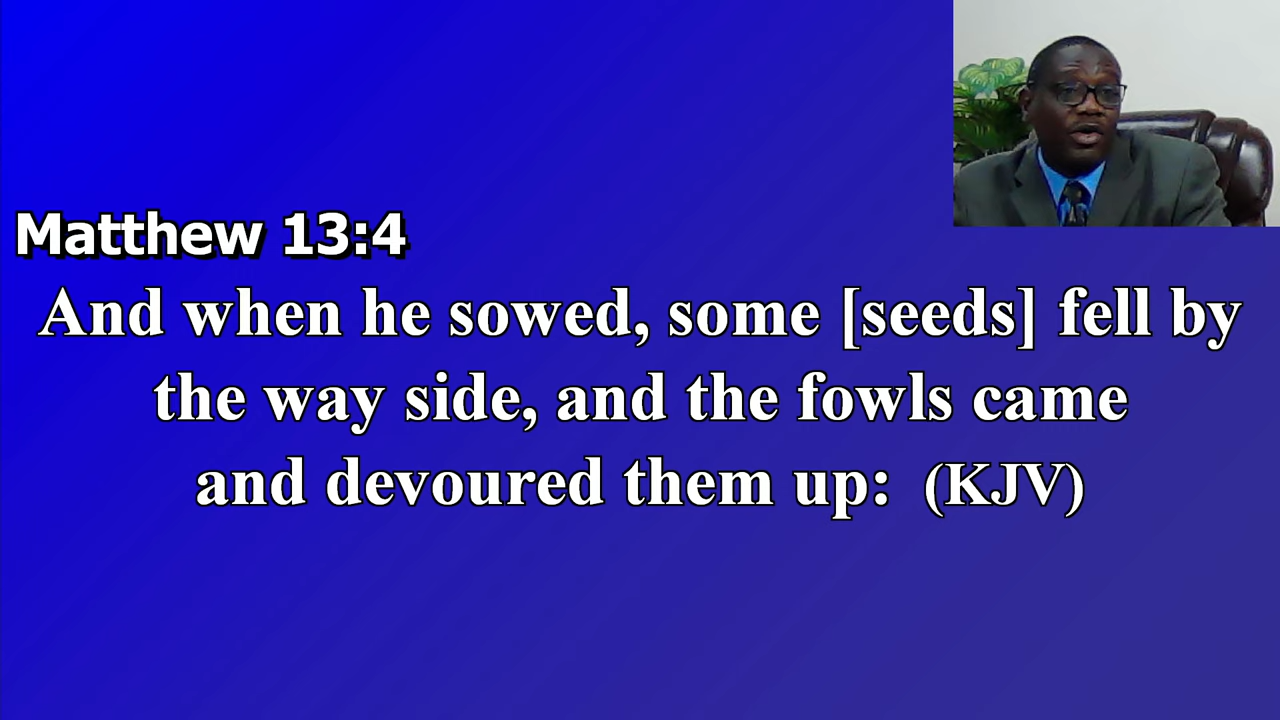 Matthew 13:4
And when he sowed, some [seeds] fell by
the way side, and the fowls came
and devoured them up: (KJV)